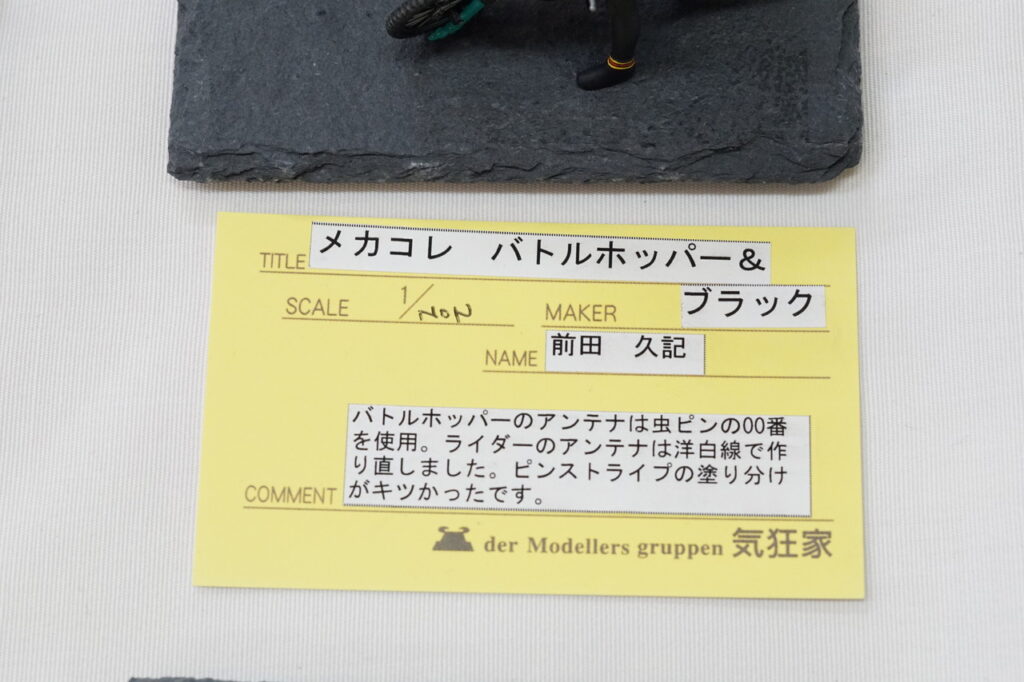 TITLE メカコレ　バトルホッパー＆
SCALE 1/ MAKER ブラック
NAME 前田　久記
バトルホッパーのアンテナは虫ピンの00番
を使用。ライダーのアンテナは洋白線で作
り直しました。ピンストライプの塗り分け
COMMENT がキツかったです。
der Modellers gruppen 気狂家